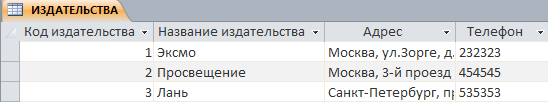 ИЗДАТЕЛЬСТВА
Код издательства Название издательства Адрес Телефон
1 Эксмо Москва, ул.Зорге, д. 232323
2 Просвещение Москва, 3-й проезд 454545
3 Лань Санкт-Петербург, пр 535353